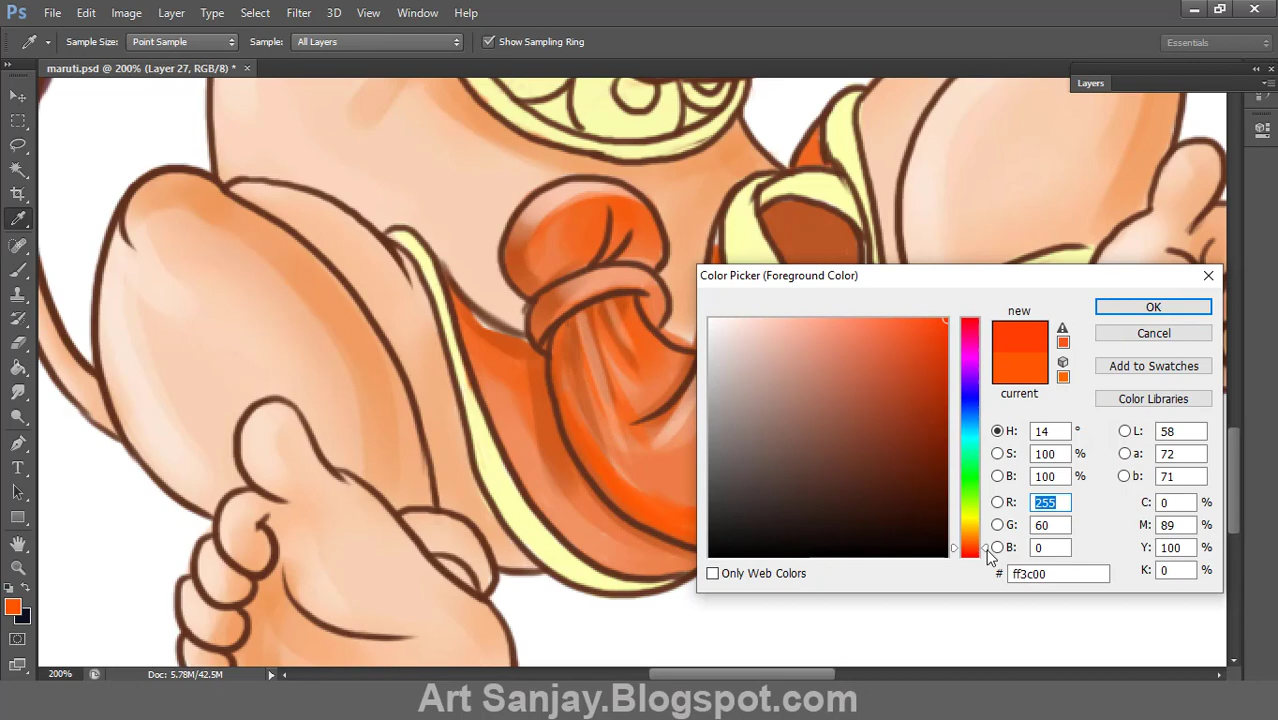 Ps File Edit Image Layer Type Select Filter 3D View Window Help
Sample Size: Point Sample Sample: All Layers Show Sampling Ring Essentials
maruti.psd @ 200% (Layer 27, RGB/8) * ×
Layers
Color Picker (Foreground Color)
new
current
OK
Cancel
Add to Swatches
Color Libraries
H: 14 °
S: 100 %
B: 100 %
R: 255
G: 60
B: 0
# ff3c00
L: 58
a: 72
b: 71
C: 0 %
M: 89 %
Y: 100 %
K: 0 %
Only Web Colors
T
200% Doc: 5.78M/42.5M
Art Sanjay.Blogspot.com